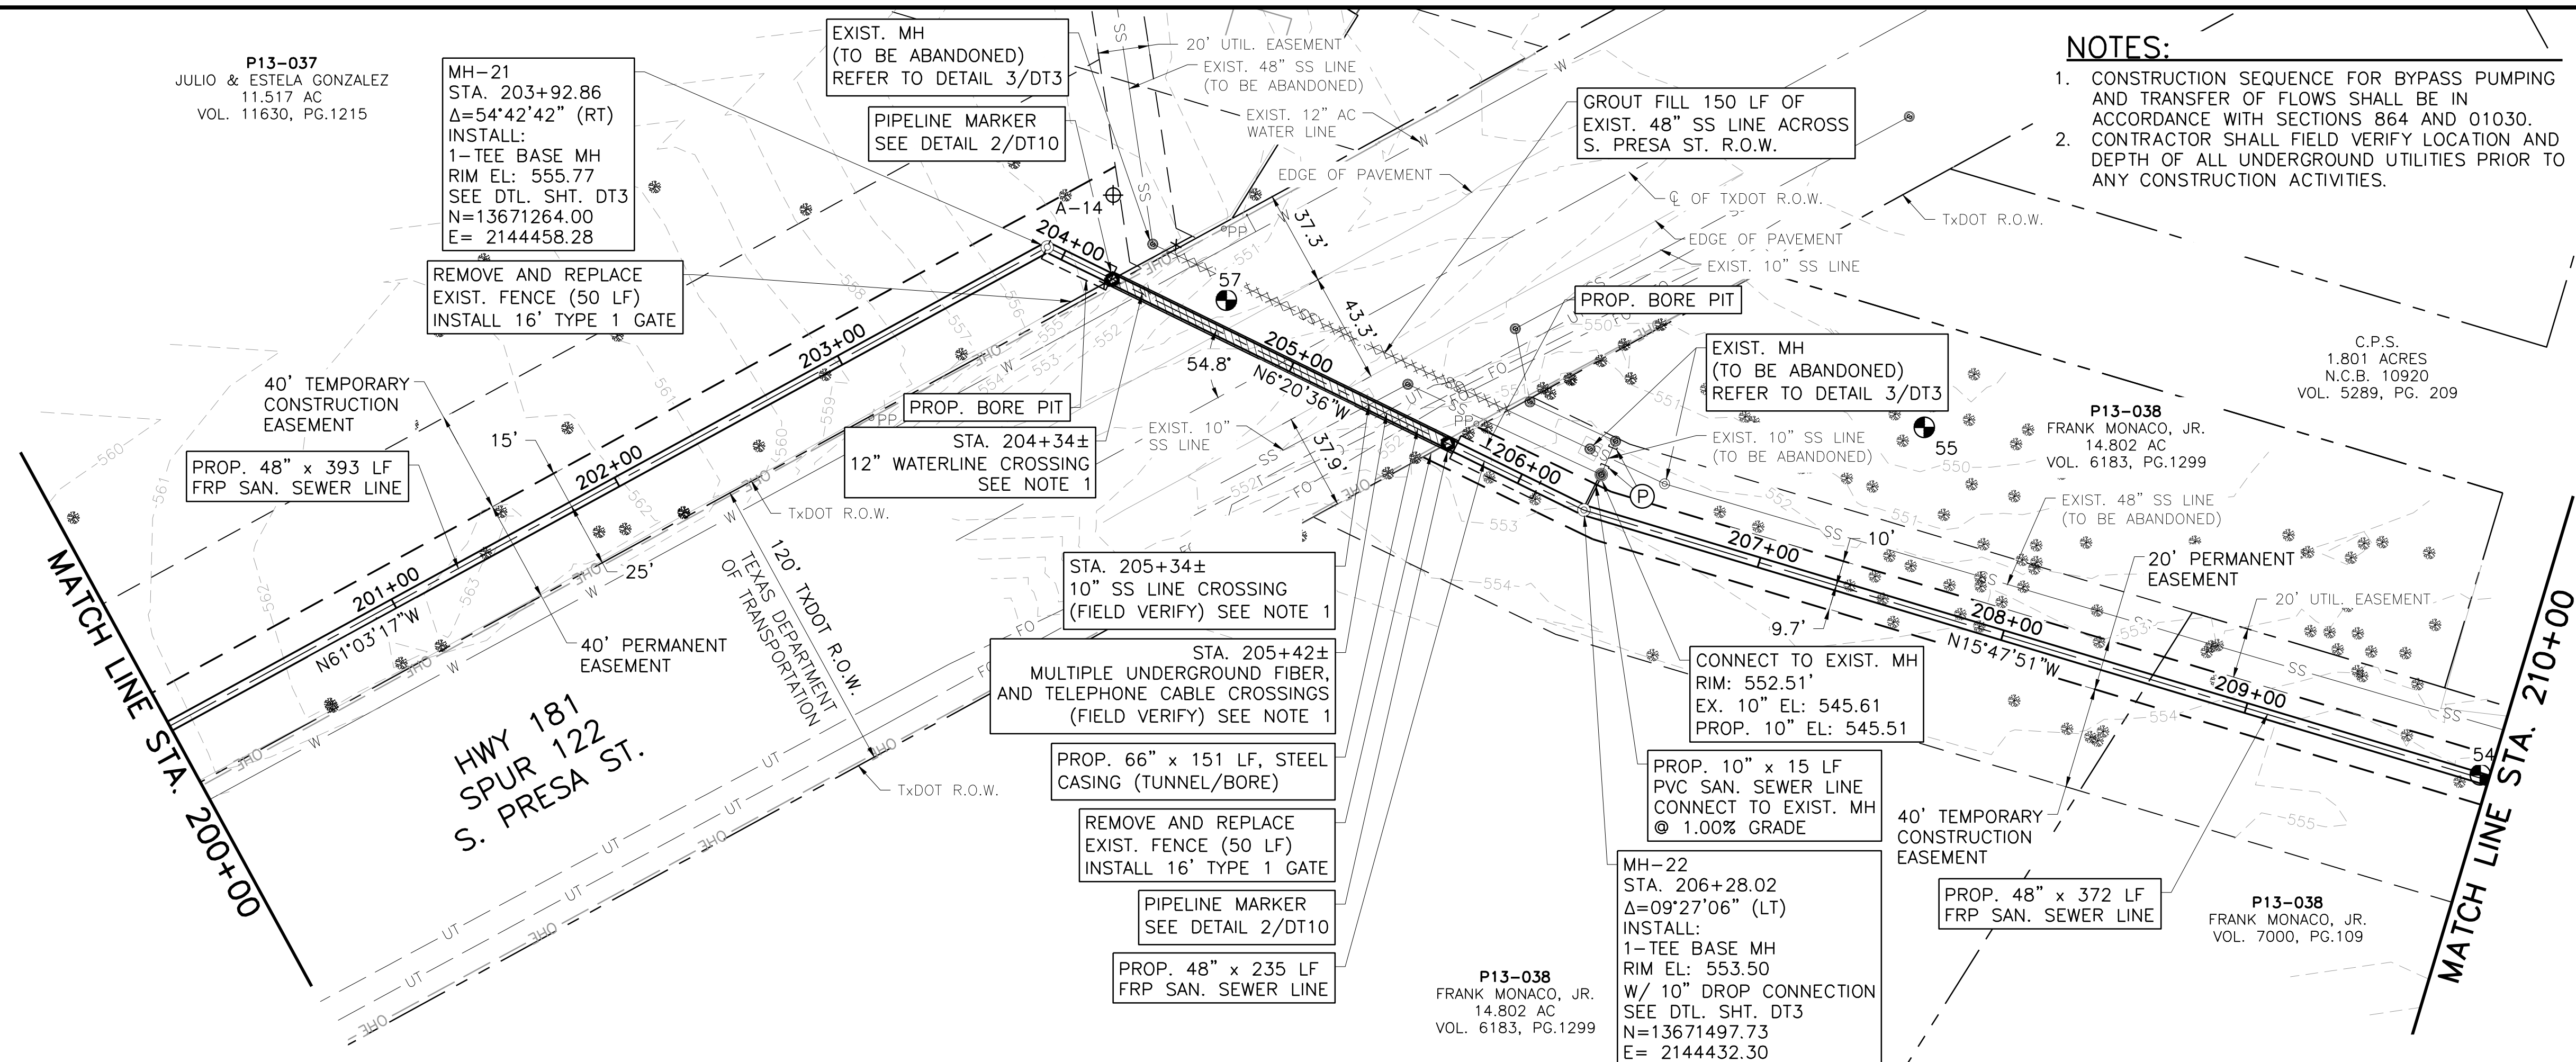 P13-037
JULIO & ESTELA GONZALEZ
11.517 AC
VOL. 11630, PG.1215
MH-21
STA. 203+92.86
Δ=54°42'42" (RT)
INSTALL:
1-TEE BASE MH
RIM EL: 555.77
SEE DTL. SHT. DT3
N=13671264.00
E= 2144458.28
REMOVE AND REPLACE
EXIST. FENCE (50 LF)
INSTALL 16' TYPE 1 GATE
EXIST. MH
(TO BE ABANDONED)
REFER TO DETAIL 3/DT3
PIPELINE MARKER
SEE DETAIL 2/DT10
20' UTIL. EASEMENT
EXIST. 48" SS LINE
(TO BE ABANDONED)
EXIST. 12" AC
WATER LINE
EDGE OF PAVEMENT
GROUT FILL 150 LF OF
EXIST. 48" SS LINE ACROSS
S. PRESA ST. R.O.W.
℄ OF TXDOT R.O.W.
EDGE OF PAVEMENT
EXIST. 10" SS LINE
TxDOT R.O.W.
NOTES:
1. CONSTRUCTION SEQUENCE FOR BYPASS PUMPING
AND TRANSFER OF FLOWS SHALL BE IN
ACCORDANCE WITH SECTIONS 864 AND 01030.
2. CONTRACTOR SHALL FIELD VERIFY LOCATION AND
DEPTH OF ALL UNDERGROUND UTILITIES PRIOR TO
ANY CONSTRUCTION ACTIVITIES.
A-14
204+00
PP
551
37.3'
57
43.3'
205+00
N6°20'36"W
54.8°
PROP. BORE PIT
EXIST. MH
(TO BE ABANDONED)
REFER TO DETAIL 3/DT3
C.P.S.
1.801 ACRES
N.C.B. 10920
VOL. 5289, PG. 209
P13-038
FRANK MONACO, JR.
14.802 AC
VOL. 6183, PG.1299
55
EXIST. 10" SS LINE
(TO BE ABANDONED)
EXIST. 48" SS LINE
(TO BE ABANDONED)
40' TEMPORARY
CONSTRUCTION
EASEMENT
PROP. 48" x 393 LF
FRP SAN. SEWER LINE
15'
203+00
202+00
201+00
N61°03'17"W
25'
40' PERMANENT
EASEMENT
TxDOT R.O.W.
120' TXDOT R.O.W.
TEXAS DEPARTMENT
OF TRANSPORTATION
HWY 181
SPUR 122
S. PRESA ST.
MATCH LINE STA. 200+00
TxDOT R.O.W.
PROP. BORE PIT
STA. 204+34±
12" WATERLINE CROSSING
SEE NOTE 1
EXIST. 10"
SS LINE
37.9'
206+00
P
STA. 205+34±
10" SS LINE CROSSING
(FIELD VERIFY) SEE NOTE 1
STA. 205+42±
MULTIPLE UNDERGROUND FIBER,
AND TELEPHONE CABLE CROSSINGS
(FIELD VERIFY) SEE NOTE 1
PROP. 66" x 151 LF, STEEL
CASING (TUNNEL/BORE)
REMOVE AND REPLACE
EXIST. FENCE (50 LF)
INSTALL 16' TYPE 1 GATE
PIPELINE MARKER
SEE DETAIL 2/DT10
PROP. 48" x 235 LF
FRP SAN. SEWER LINE
207+00
10'
9.7'
208+00
N15°47'51"W
209+00
20' PERMANENT
EASEMENT
20' UTIL. EASEMENT
54
CONNECT TO EXIST. MH
RIM: 552.51'
EX. 10" EL: 545.61
PROP. 10" EL: 545.51
PROP. 10" x 15 LF
PVC SAN. SEWER LINE
CONNECT TO EXIST. MH
@ 1.00% GRADE
40' TEMPORARY
CONSTRUCTION
EASEMENT
MH-22
STA. 206+28.02
Δ=09°27'06" (LT)
INSTALL:
1-TEE BASE MH
RIM EL: 553.50
W/ 10" DROP CONNECTION
SEE DTL. SHT. DT3
N=13671497.73
E= 2144432.30
PROP. 48" x 372 LF
FRP SAN. SEWER LINE
P13-038
FRANK MONACO, JR.
VOL. 7000, PG.109
P13-038
FRANK MONACO, JR.
14.802 AC
VOL. 6183, PG.1299
MATCH LINE STA. 210+00